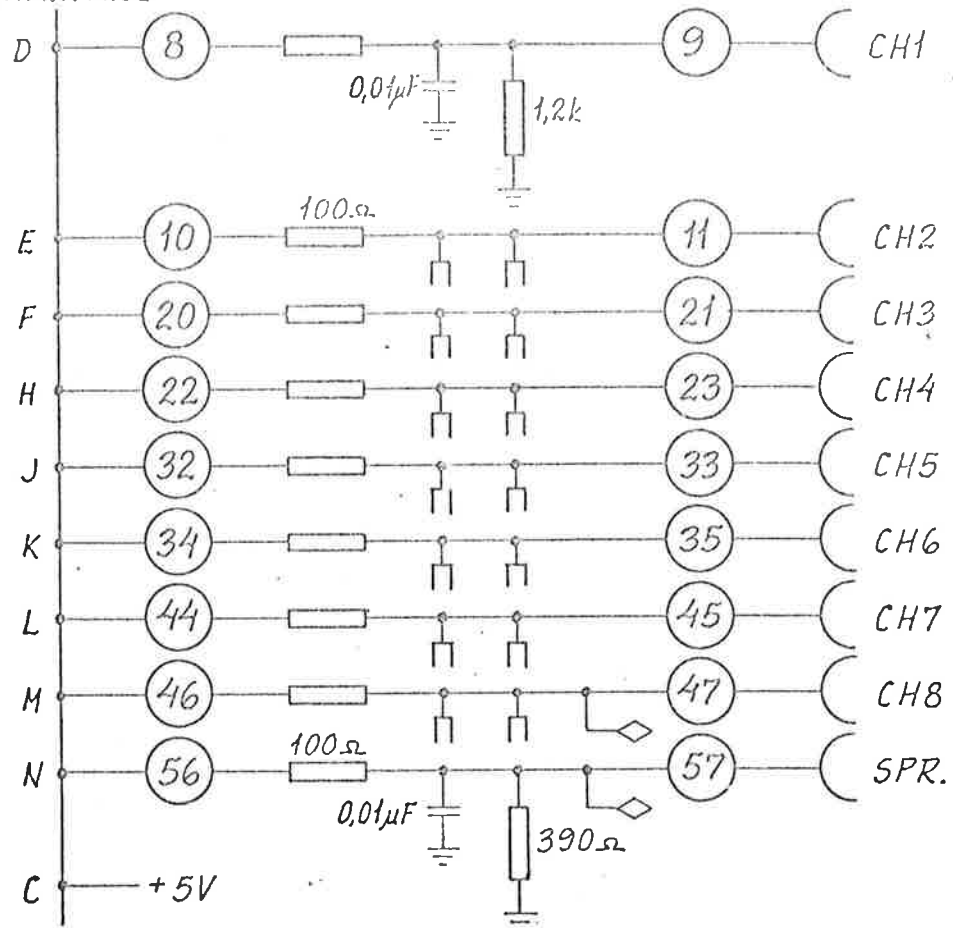 D 8 9 CH1
0,01µF
1,2k
100Ω
E 10 11 CH2
F 20 21 CH3
H 22 23 CH4
J 32 33 CH5
K 34 35 CH6
L 44 45 CH7
M 46 47 CH8
100Ω
N 56 57 SPR.
0,01µF
390Ω
C +5V